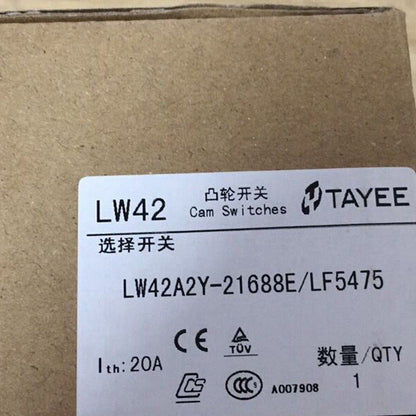 LW42 凸轮开关 TAYEE
Cam Switches
选择开关
LW42A2Y-21688E/LF5475
CE TÜV
Ith:20A 数量/QTY
CCC A007908 1